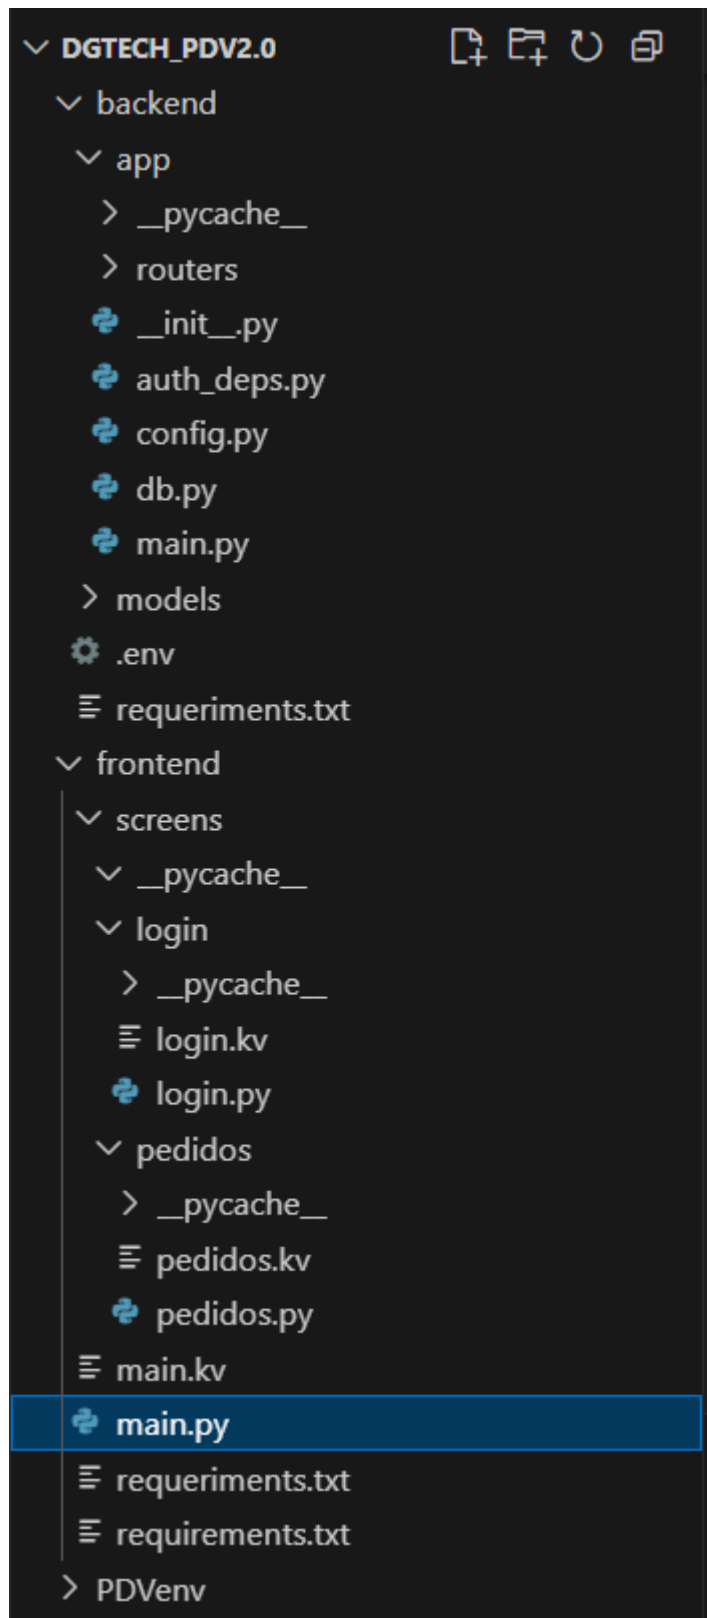 DGTECH_PDV2.0
backend
app
__pycache__
routers
__init__.py
auth_deps.py
config.py
db.py
main.py
models
.env
requeriments.txt
frontend
screens
__pycache__
login
__pycache__
login.kv
login.py
pedidos
__pycache__
pedidos.kv
pedidos.py
main.kv
main.py
requeriments.txt
requirements.txt
PDVenv